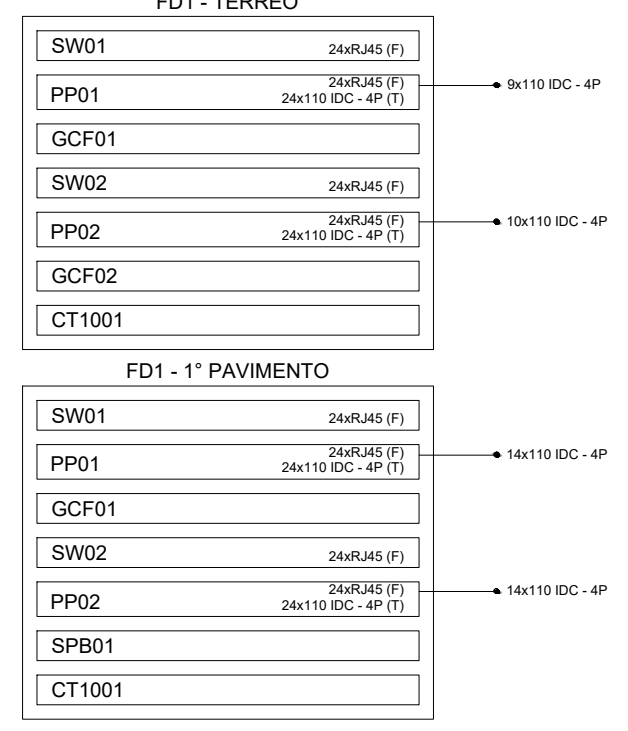 FD1 - TERREO
SW01 24xRJ45 (F)
PP01 24xRJ45 (F)
24x110 IDC - 4P (T)
9x110 IDC - 4P
GCF01
SW02 24xRJ45 (F)
PP02 24xRJ45 (F)
24x110 IDC - 4P (T)
10x110 IDC - 4P
GCF02
CT1001
FD1 - 1° PAVIMENTO
SW01 24xRJ45 (F)
PP01 24xRJ45 (F)
24x110 IDC - 4P (T)
14x110 IDC - 4P
GCF01
SW02 24xRJ45 (F)
PP02 24xRJ45 (F)
24x110 IDC - 4P (T)
14x110 IDC - 4P
SPB01
CT1001